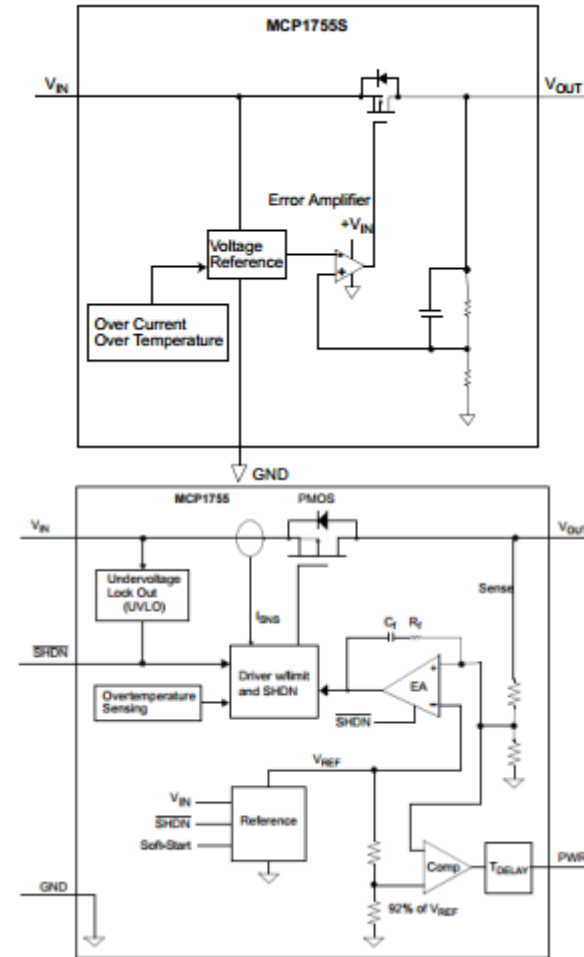 MCP1755S
VIN
VOUT
Error Amplifier
+VIN
Voltage
Reference
-
+
Over Current
Over Temperature
GND
MCP1755
PMOS
VIN
VOUT
Undervoltage
Lock Out
(UVLO)
Sense
ISNS
Cf Rf
SHDN
Driver w/limit
and SHDN
+
EA
-
Overtemperature
Sensing
SHDN
VREF
VIN
SHDN
Soft-Start
Reference
Comp
TDELAY
PWR
GND
92% of VREF